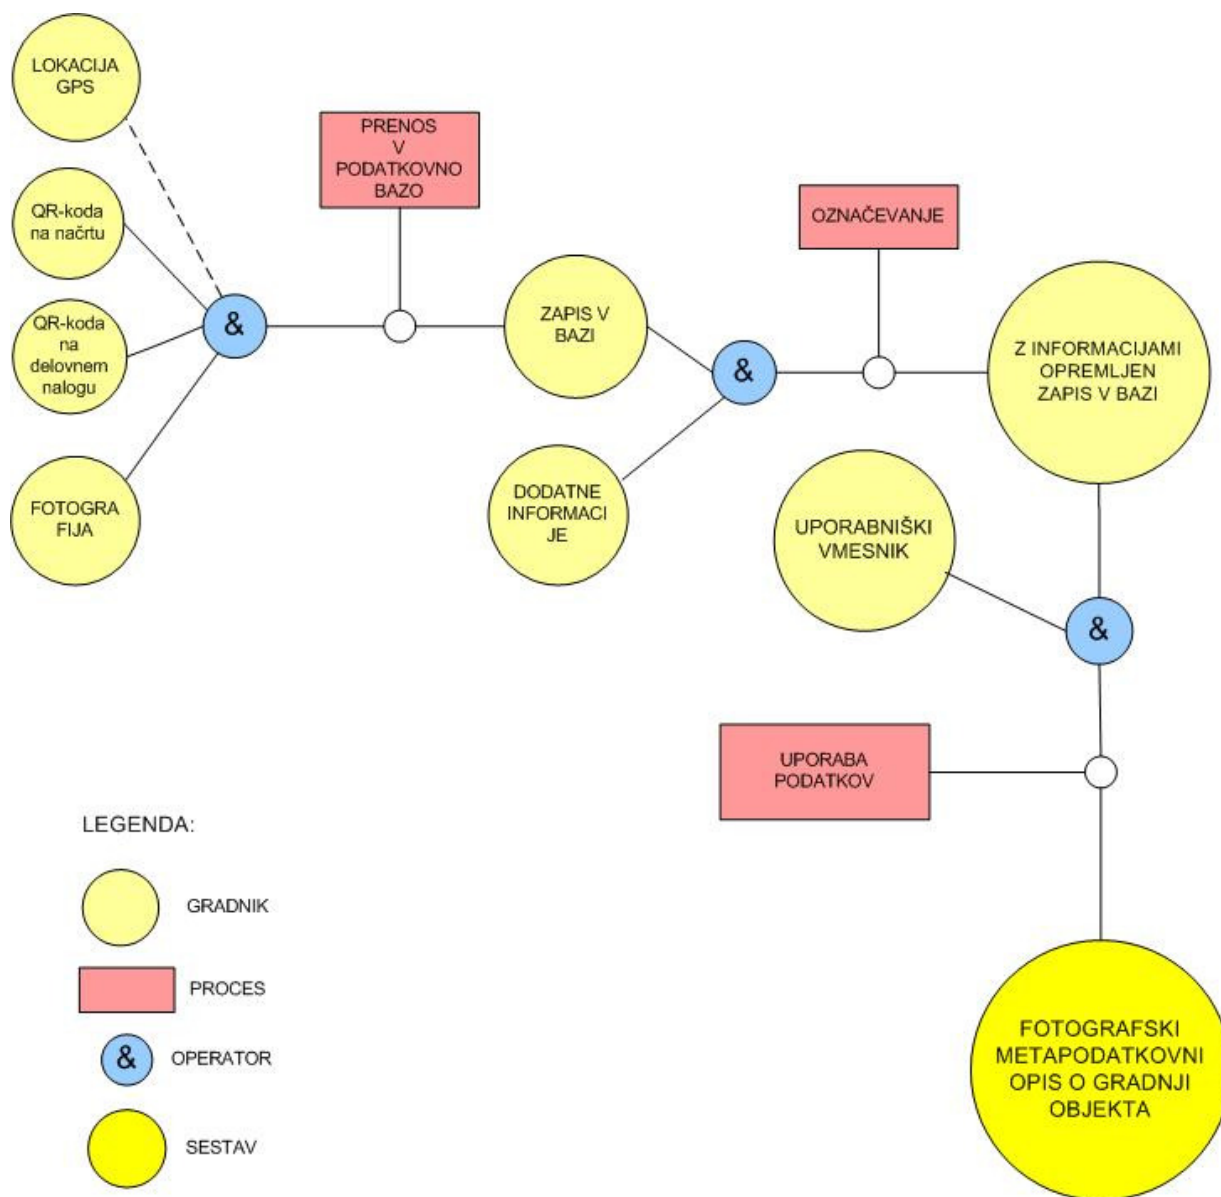 LOKACIJA
GPS
QR-koda
na načrtu
QR-koda
na
delovnem
nalogu
FOTOGRA
FIJA
&
PRENOS
V
PODATKOVNO
BAZO
ZAPIS V
BAZI
DODATNE
INFORMACI
JE
&
OZNAČEVANJE
Z INFORMACIJAMI
OPREMLJEN
ZAPIS V BAZI
UPORABNIŠKI
VMESNIK
&
UPORABA
PODATKOV
FOTOGRAFSKI
METAPODATKOVNI
OPIS O GRADNJI
OBJEKTA
LEGENDA:
GRADNIK
PROCES
& OPERATOR
SESTAV